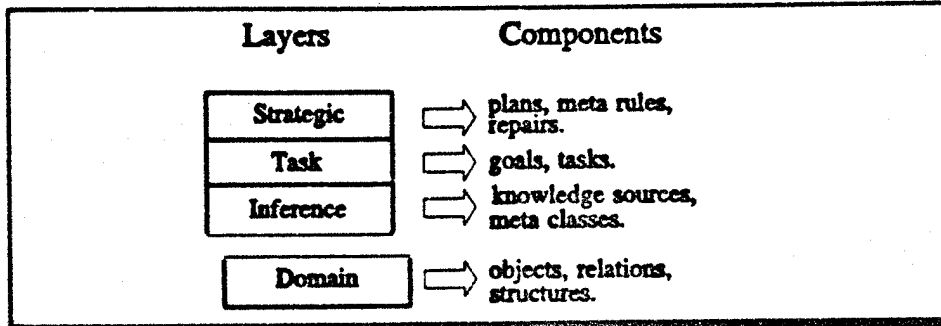 Layers Components
Strategic
plans, meta rules,
repairs.
Task
goals, tasks.
Inference
knowledge sources,
meta classes.
Domain
objects, relations,
structures.